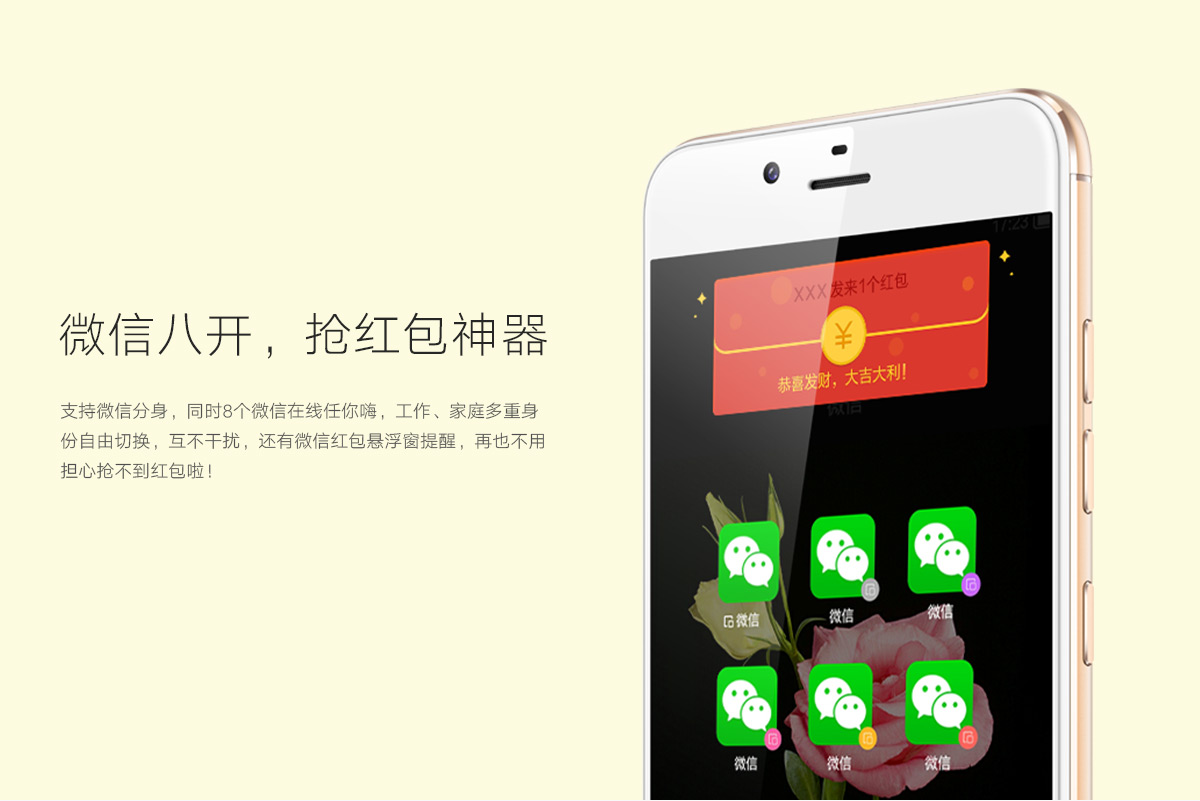 微信八开，抢红包神器
支持微信分身，同时8个微信在线任你嗨，工作、家庭多重身
份自由切换，互不干扰，还有微信红包悬浮窗提醒，再也不用
担心抢不到红包啦！
17:23
XXX发来1个红包
¥
恭喜发财，大吉大利！
微信
微信
微信
微信
微信
微信
微信